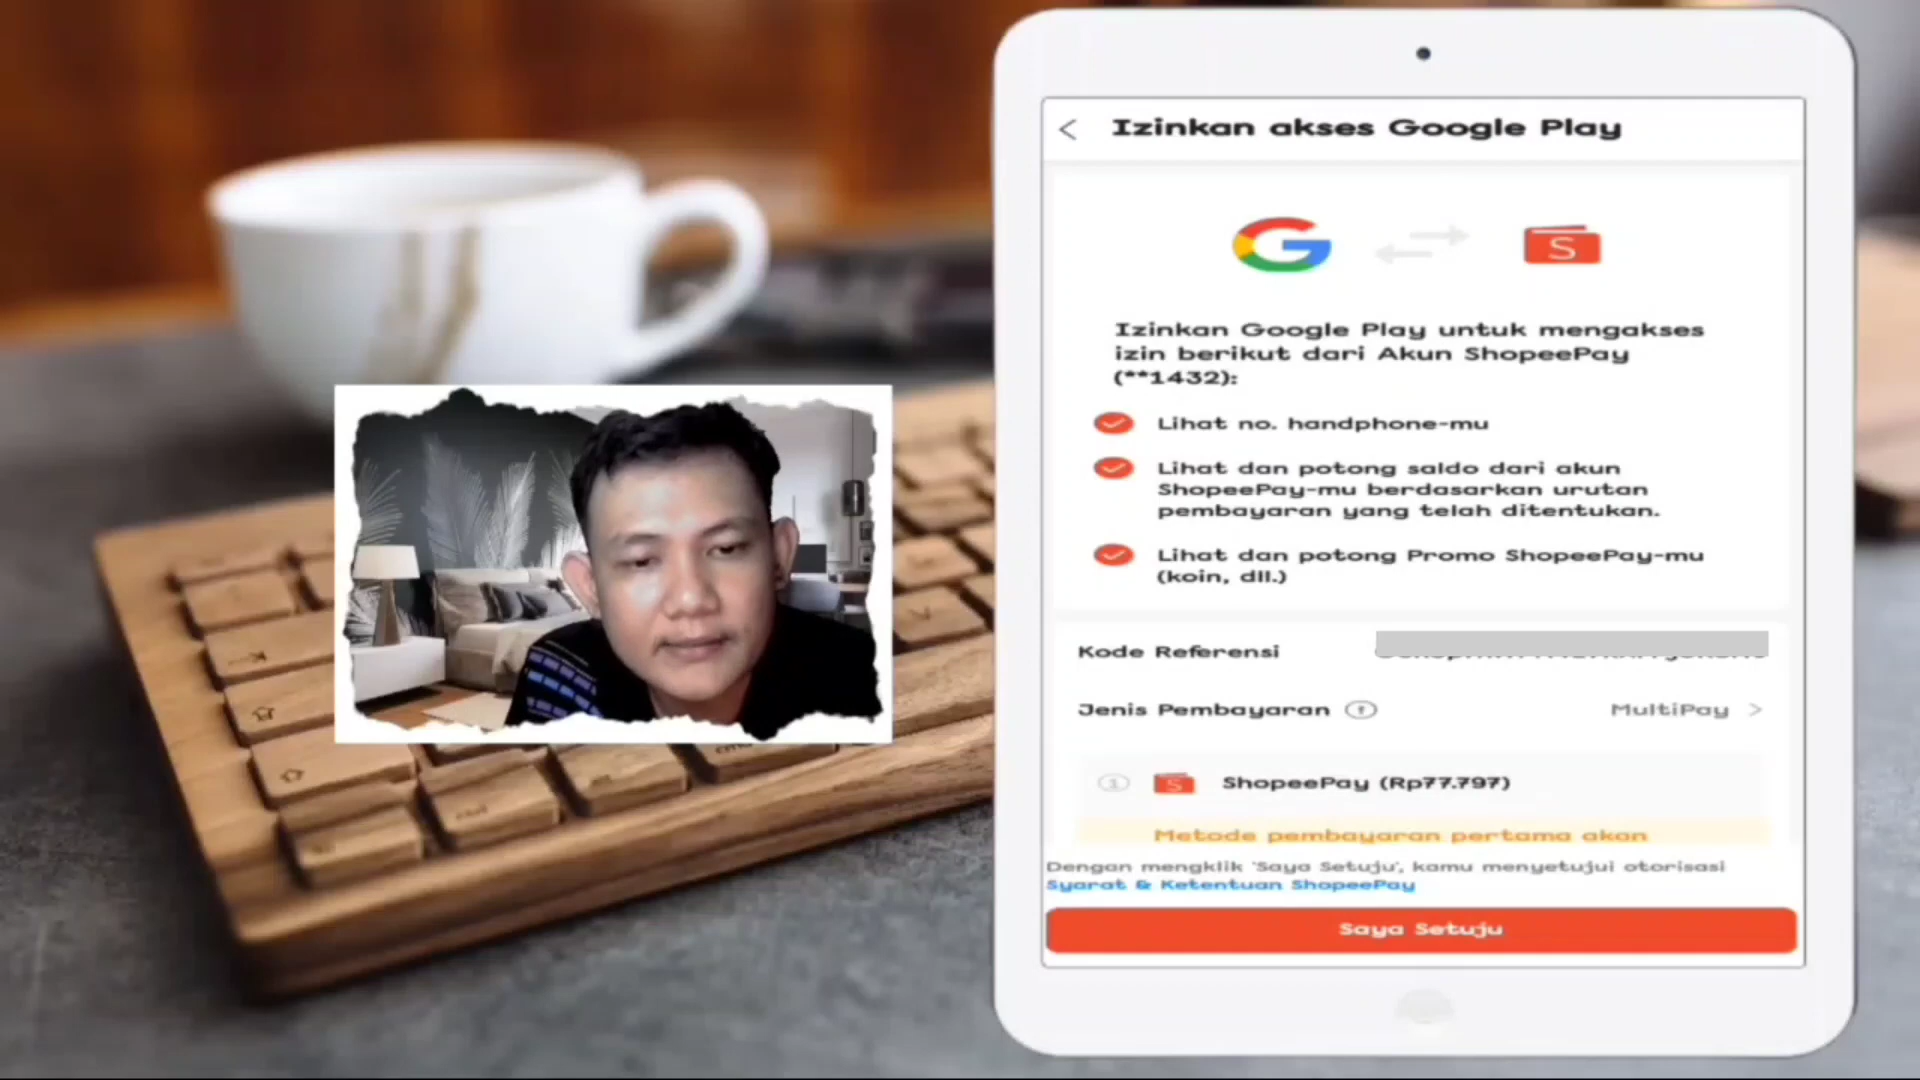 Izinkan akses Google Play
Izinkan Google Play untuk mengakses
izin berikut dari Akun ShopeePay
(**1432):
Lihat no. handphone-mu
Lihat dan potong saldo dari akun
ShopeePay-mu berdasarkan urutan
pembayaran yang telah ditentukan.
Lihat dan potong Promo ShopeePay-mu
(koin, dll.)
Kode Referensi
Jenis Pembayaran
MultiPay
1
S
ShopeePay (Rp77.797)
Metode pembayaran pertama akan
Dengan mengklik 'Saya Setuju', kamu menyetujui otorisasi
Syarat & Ketentuan ShopeePay
Saya Setuju